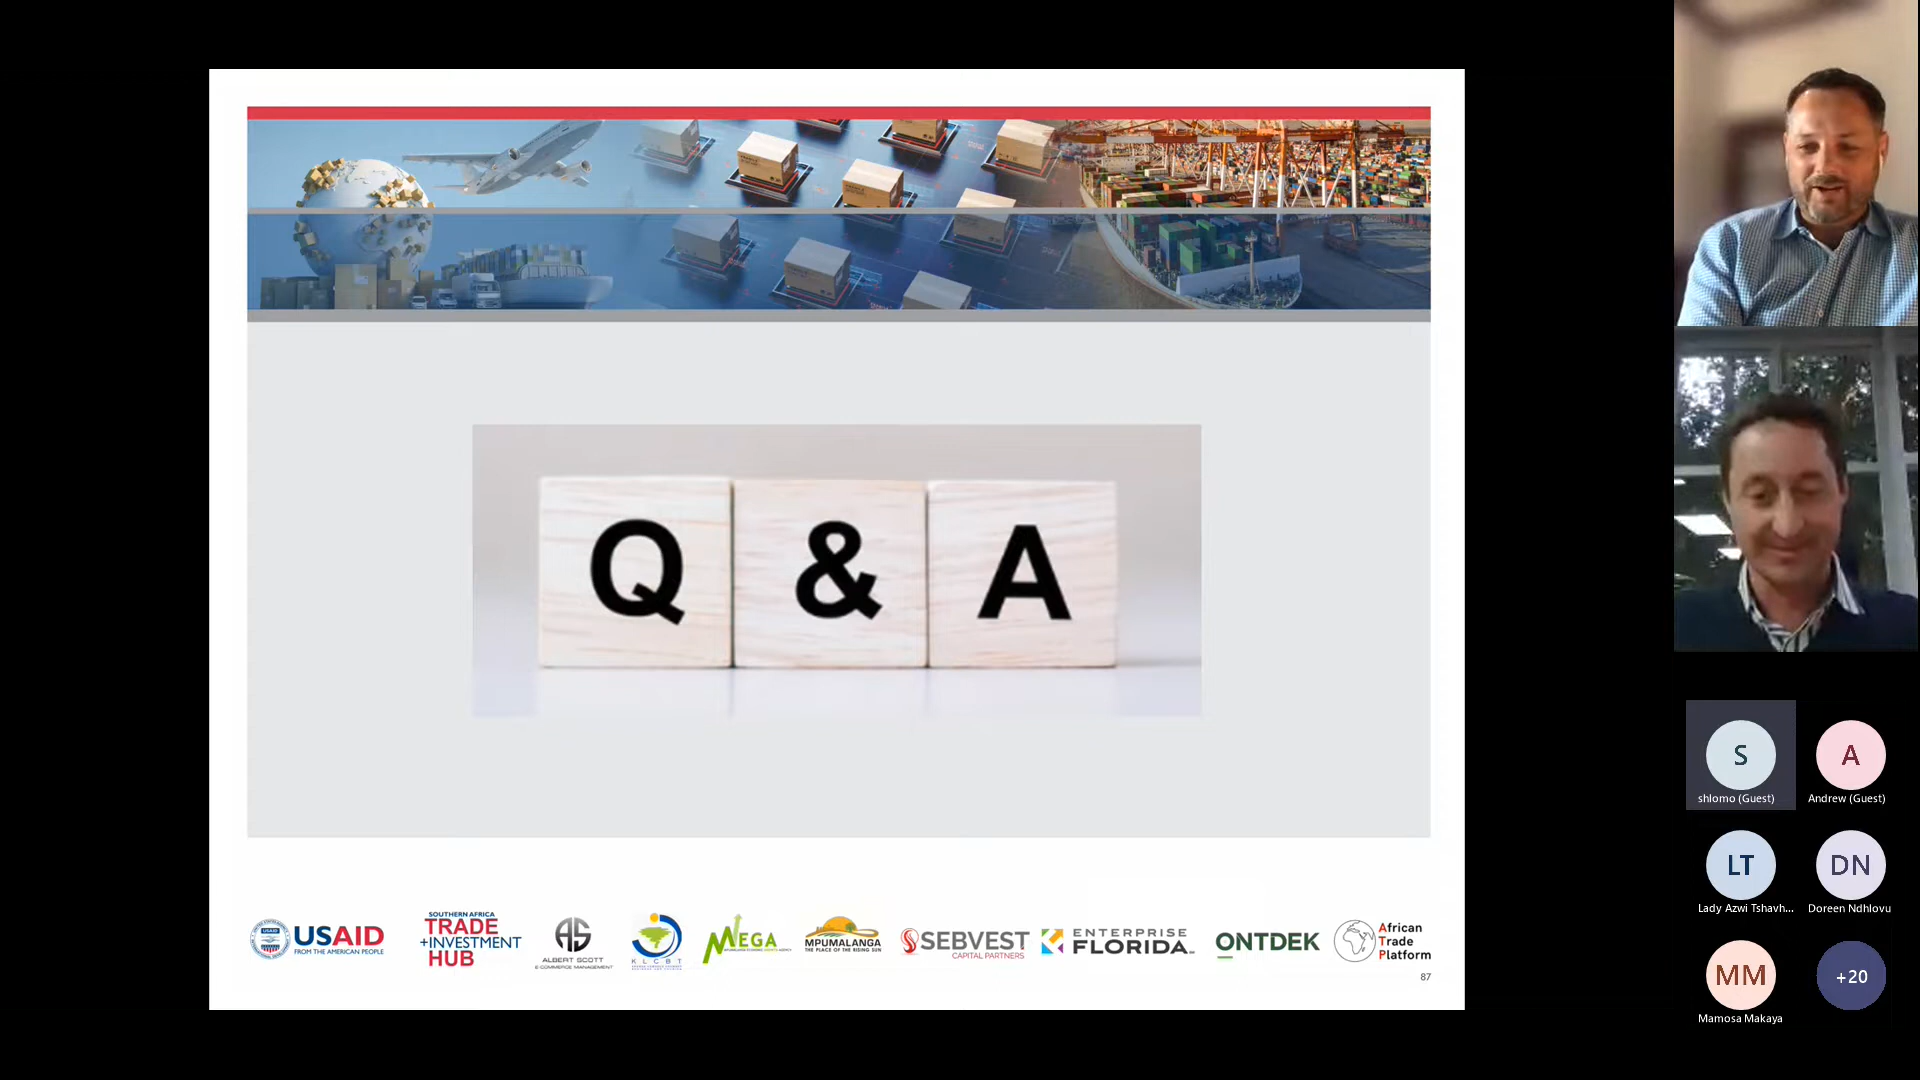 Q & A
USAID
FROM THE AMERICAN PEOPLE
SOUTHERN AFRICA
TRADE
+INVESTMENT
HUB
AS
ALBERT SCOTT
E-COMMERCE MANAGEMENT
KLCBT
MEGA
MPUMALANGA
THE PLACE OF THE RISING SUN
SEBVEST
CAPITAL PARTNERS
ENTERPRISE
FLORIDA
ONTDEK
African
Trade
Platform
87
S
shlomo (Guest)
A
Andrew (Guest)
LT
Lady Azwi Tshavh...
DN
Doreen Ndhlovu
MM
Mamosa Makaya
+20